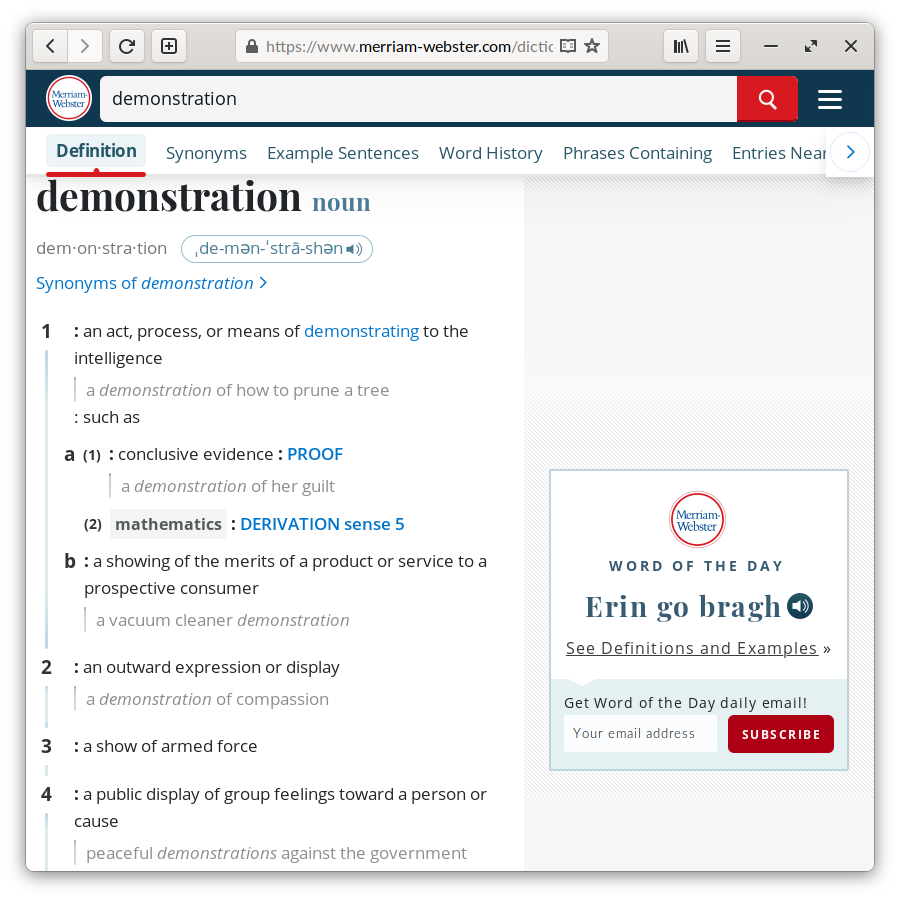 https://www.merriam-webster.com/dictic
Merriam-
Webster
demonstration
Definition
Synonyms
Example Sentences
Word History
Phrases Containing
Entries Near
demonstration noun
dem·on·stra·tion
ˌde-mən-ˈstrā-shən
Synonyms of demonstration
1 : an act, process, or means of demonstrating to the
intelligence
a demonstration of how to prune a tree
: such as
a (1) : conclusive evidence : PROOF
a demonstration of her guilt
(2) mathematics : DERIVATION sense 5
b : a showing of the merits of a product or service to a
prospective consumer
a vacuum cleaner demonstration
2 : an outward expression or display
a demonstration of compassion
3 : a show of armed force
4 : a public display of group feelings toward a person or
cause
peaceful demonstrations against the government
Merriam-
Webster
WORD OF THE DAY
Erin go bragh
See Definitions and Examples »
Get Word of the Day daily email!
Your email address
SUBSCRIBE